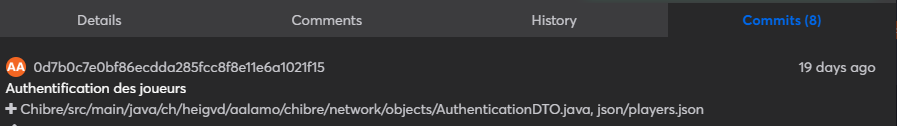 Details Comments History Commits (8)
AA 0d7b0c7e0bf86ecdda285fcc8f8e11e6a1021f15 19 days ago
Authentification des joueurs
+ Chibre/src/main/java/ch/heigvd/aalamo/chibre/network/objects/AuthenticationDTO.java, json/players.json